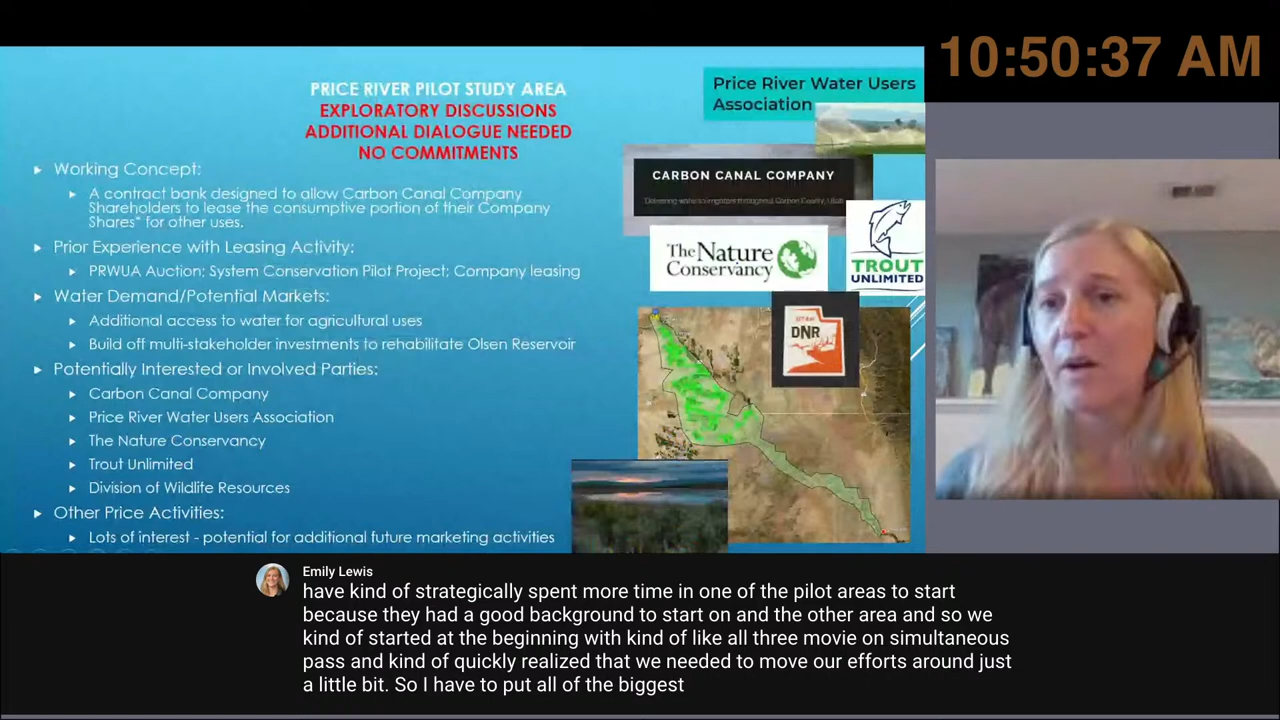 10:50:37 AM
PRICE RIVER PILOT STUDY AREA
EXPLORATORY DISCUSSIONS
ADDITIONAL DIALOGUE NEEDED
NO COMMITMENTS
Working Concept:
A contract bank designed to allow Carbon Canal Company
Shareholders to lease the consumptive portion of their Company
Shares* for other uses.
Prior Experience with Leasing Activity:
PRWUA Auction; System Conservation Pilot Project; Company leasing
Water Demand/Potential Markets:
Additional access to water for agricultural uses
Build off multi-stakeholder investments to rehabilitate Olsen Reservoir
Potentially Interested or Involved Parties:
Carbon Canal Company
Price River Water Users Association
The Nature Conservancy
Trout Unlimited
Division of Wildlife Resources
Other Price Activities:
Lots of interest - potential for additional future marketing activities
Price River Water Users
Association
CARBON CANAL COMPANY
The Nature
Conservancy
TROUT
UNLIMITED
DNR
Emily Lewis
have kind of strategically spent more time in one of the pilot areas to start
because they had a good background to start on and the other area and so we
kind of started at the beginning with kind of like all three movie on simultaneous
pass and kind of quickly realized that we needed to move our efforts around just
a little bit. So I have to put all of the biggest